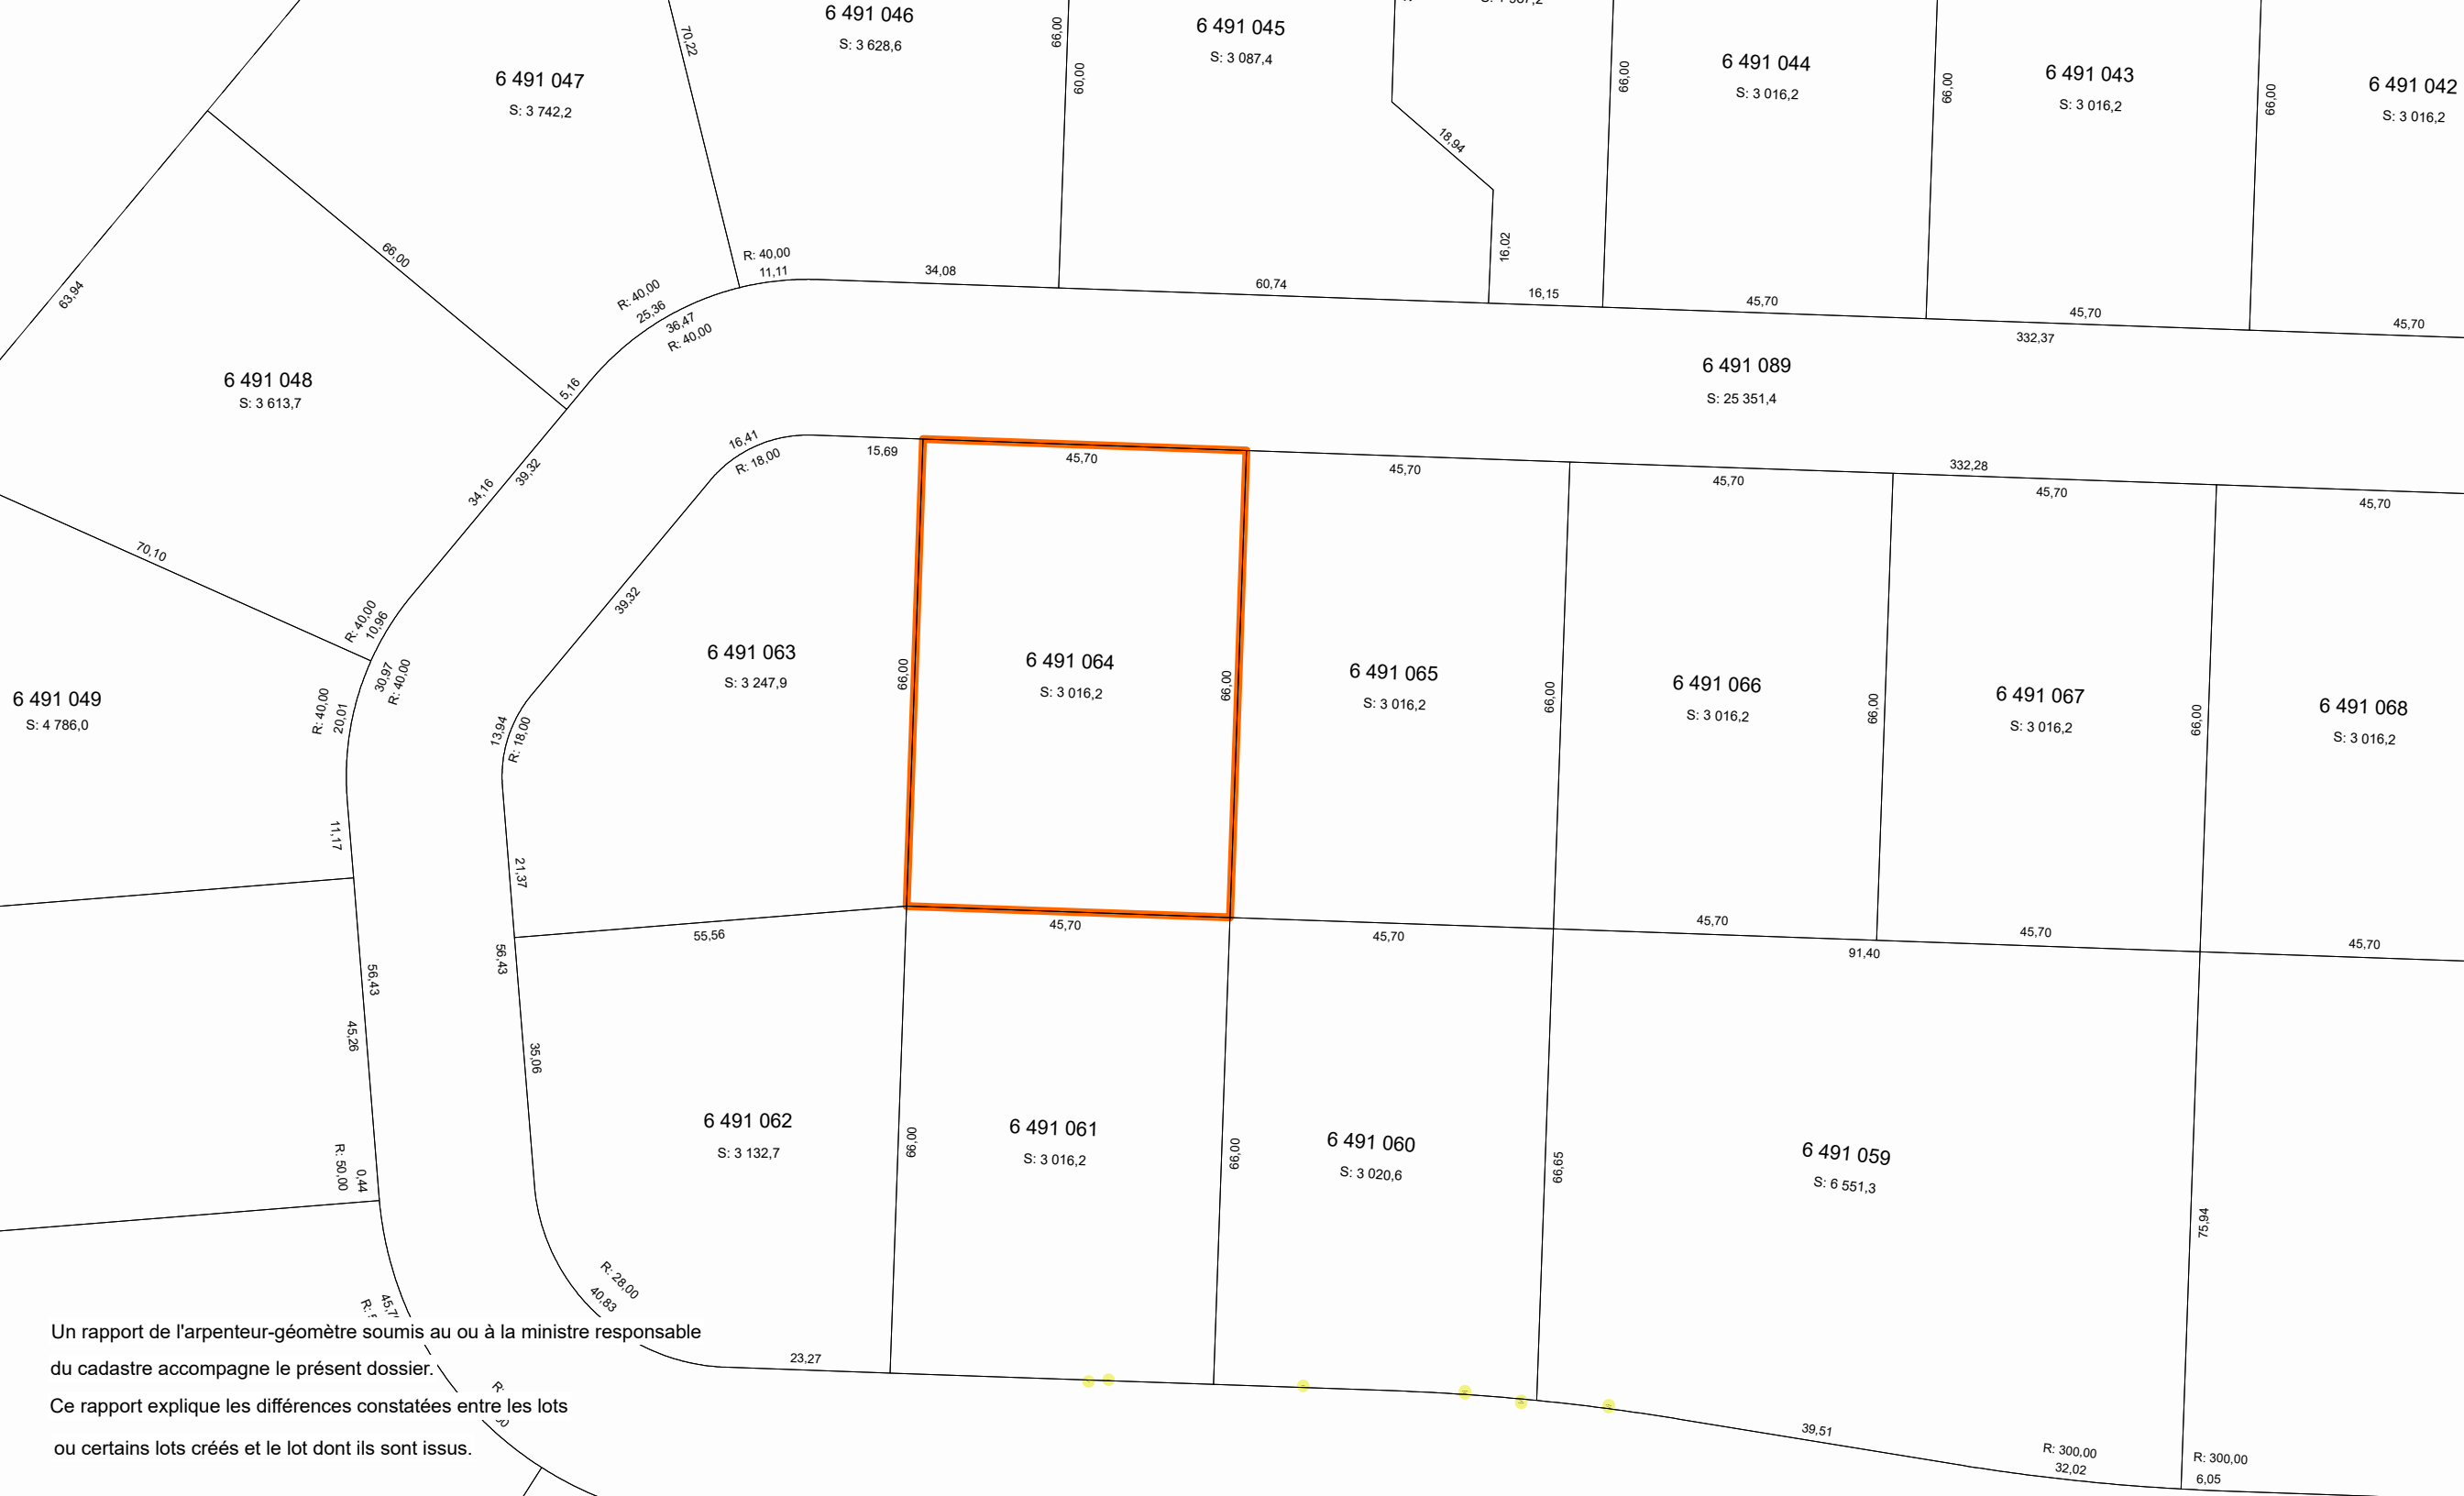 6 491 046
S: 3 628,6
66,00
60,00
6 491 045
S: 3 087,4
70,22
6 491 047
S: 3 742,2
66,00
6 491 044
S: 3 016,2
66,00
6 491 043
S: 3 016,2
66,00
6 491 042
S: 3 016,2
18,94
16,02
66,00
63,94
R: 40,00
11,11
34,08
60,74
16,15
45,70
45,70
45,70
332,37
R: 40,00
25,36
36,47
R: 40,00
6 491 089
S: 25 351,4
6 491 048
S: 3 613,7
5,16
34,16
39,32
16,41
R: 18,00
15,69
45,70
45,70
45,70
332,28
45,70
45,70
70,10
39,32
R: 40,00
10,96
30,97
R: 40,00
6 491 049
S: 4 786,0
R: 40,00
20,01
13,94
R: 18,00
6 491 063
S: 3 247,9
66,00
6 491 064
S: 3 016,2
66,00
6 491 065
S: 3 016,2
66,00
6 491 066
S: 3 016,2
66,00
6 491 067
S: 3 016,2
66,00
6 491 068
S: 3 016,2
11,17
21,37
55,56
45,70
45,70
45,70
91,40
45,70
45,70
56,43
56,43
45,26
35,06
6 491 062
S: 3 132,7
66,00
6 491 061
S: 3 016,2
66,00
6 491 060
S: 3 020,6
66,65
6 491 059
S: 6 551,3
75,94
R: 50,00
0,44
R: 28,00
40,83
Un rapport de l'arpenteur-géomètre soumis au ou à la ministre responsable
du cadastre accompagne le présent dossier.
Ce rapport explique les différences constatées entre les lots
ou certains lots créés et le lot dont ils sont issus.
23,27
39,51
R: 300,00
32,02
R: 300,00
6,05